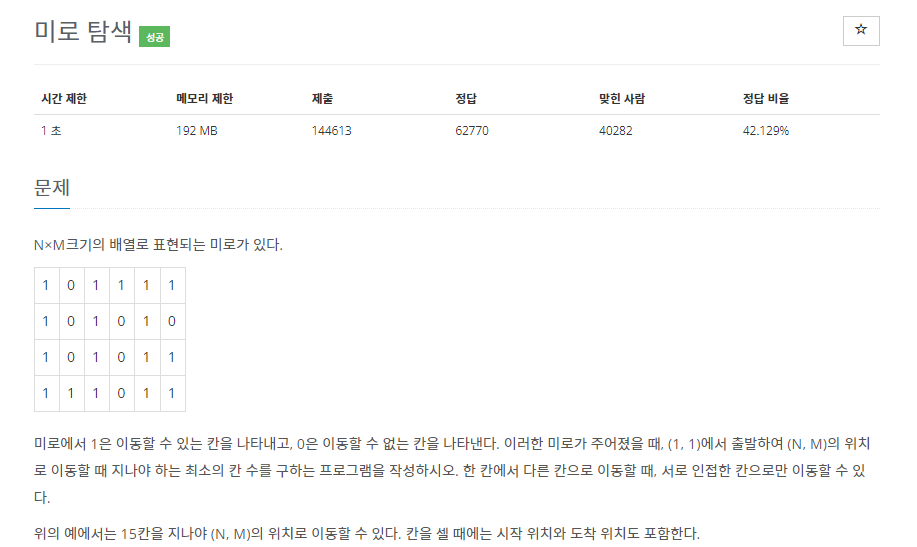 미로 탐색 성공
☆
시간 제한 메모리 제한 제출 정답 맞힌 사람 정답 비율
1 초 192 MB 144613 62770 40282 42.129%
문제
N×M크기의 배열로 표현되는 미로가 있다.
1 0 1 1 1 1
1 0 1 0 1 0
1 0 1 0 1 1
1 1 1 0 1 1
미로에서 1은 이동할 수 있는 칸을 나타내고, 0은 이동할 수 없는 칸을 나타낸다. 이러한 미로가 주어졌을 때, (1, 1)에서 출발하여 (N, M)의 위치
로 이동할 때 지나야 하는 최소의 칸 수를 구하는 프로그램을 작성하시오. 한 칸에서 다른 칸으로 이동할 때, 서로 인접한 칸으로만 이동할 수 있
다.
위의 예에서는 15칸을 지나야 (N, M)의 위치로 이동할 수 있다. 칸을 셀 때에는 시작 위치와 도착 위치도 포함한다.